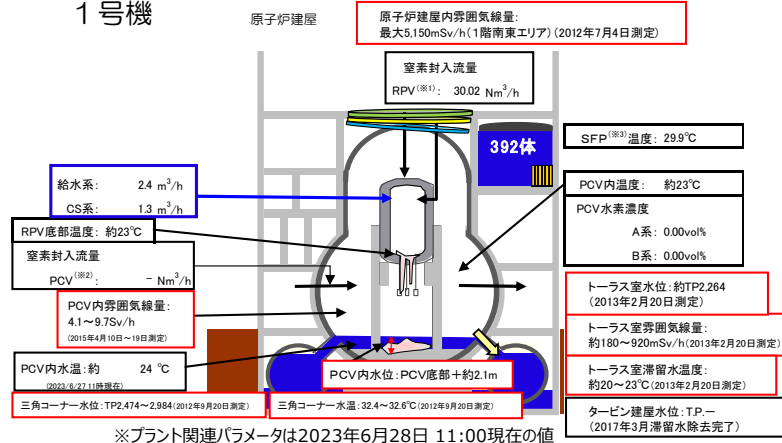 1号機
原子炉建屋
原子炉建屋内雰囲気線量:
最大5,150mSv/h(1階南東エリア)(2012年7月4日測定)
窒素封入流量
RPV(※1): 30.02 Nm3/h
392体
SFP(※3)温度: 29.9℃
給水系: 2.4 m3/h
CS系: 1.3 m3/h
PCV内温度: 約23℃
PCV水素濃度
A系: 0.00vol%
B系: 0.00vol%
RPV底部温度: 約23℃
窒素封入流量
PCV(※2): - Nm3/h
PCV内雰囲気線量:
4.1~9.7Sv/h
(2015年4月10日~19日測定)
トーラス室水位:約TP2,264
(2013年2月20日測定)
トーラス室雰囲気線量:
約180~920mSv/h(2013年2月20日測定)
PCV内水温:約 24 ℃
(2023/6/27 11時現在)
PCV内水位:PCV底部+約2.1m
トーラス室滞留水温度:
約20~23℃(2013年2月20日測定)
三角コーナー水位:TP2,474~2,984(2012年9月20日測定)
三角コーナー水温:32.4~32.6℃(2012年9月20日測定)
タービン建屋水位:T.P.ー
(2017年3月滞留水除去完了)
※プラント関連パラメータは2023年6月28日 11:00現在の値